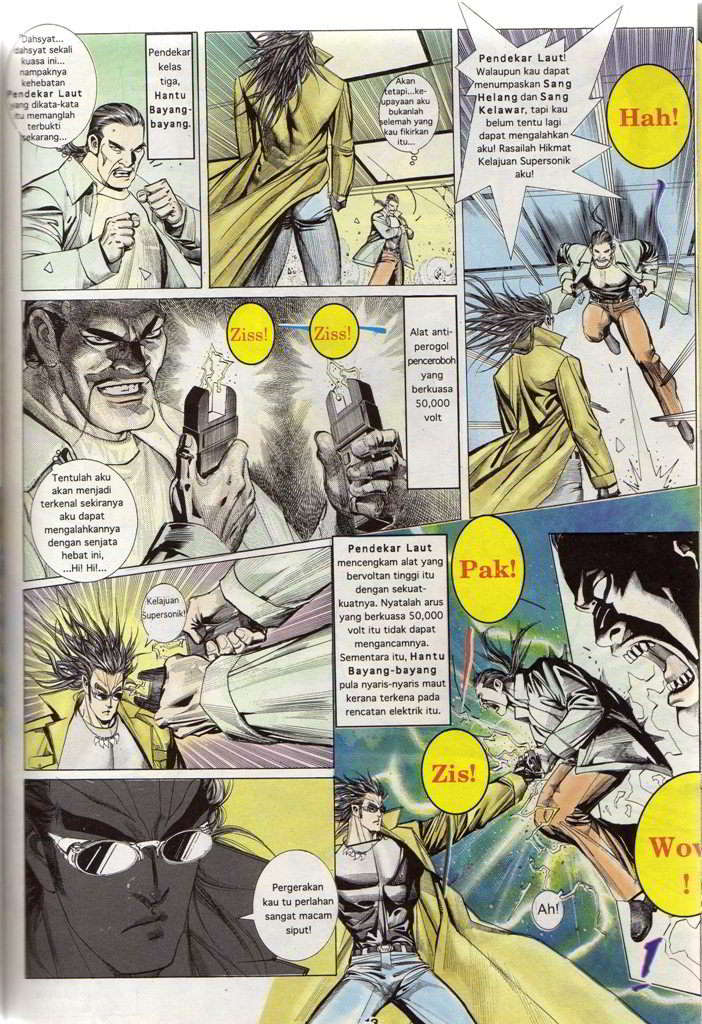 Dahsyat...
dahsyat sekali
kuasa ini...
nampaknya
kehebatan
Pendekar Laut
yang dikata-kata
itu memanglah
terbukti
sekarang...
Pendekar
kelas
tiga,
Hantu
Bayang-
bayang.
Akan
tetapi...ke-
upayaan aku
bukanlah
selemah yang
kau fikirkan
itu...
Pendekar Laut!
Walaupun kau dapat
menumpaskan Sang
Helang dan Sang
Kelawar, tapi kau
belum tentu lagi
dapat mengalahkan
aku! Rasailah Hikmat
Kelajuan Supersonik
aku!
Hah!
Ziss!
Ziss!
Alat anti-
perogol
penceroboh
yang
berkuasa
50,000
volt
Tentulah aku
akan menjadi
terkenal sekiranya
aku dapat
mengalahkannya
dengan senjata
hebat ini,
...Hi! Hi!...
Kelajuan
Supersonik!
Pendekar Laut
mencengkam alat yang
bervoltan tinggi itu
dengan sekuat-
kuatnya. Nyatalah arus
yang berkuasa 50,000
volt itu tidak dapat
mengancamnya.
Sementara itu, Hantu
Bayang-bayang
pula nyaris-nyaris maut
kerana terkena pada
rencatan elektrik itu.
Pak!
Zis!
Wow
!
Ah!
Pergerakan
kau tu perlahan
sangat macam
siput!